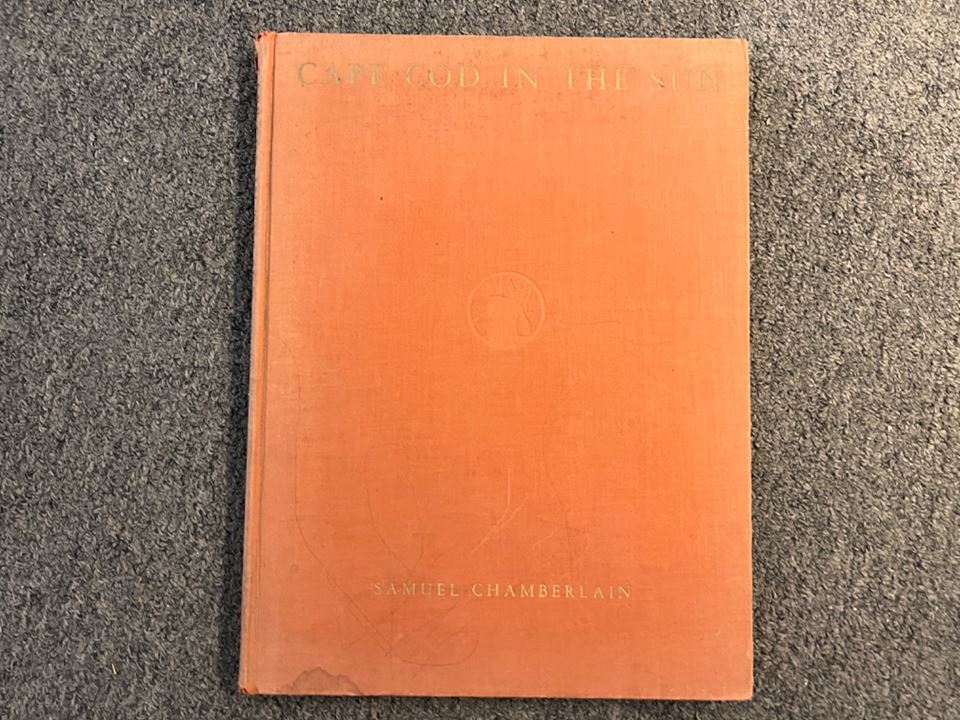 CAPE COD IN THE SUN
SAMUEL CHAMBERLAIN